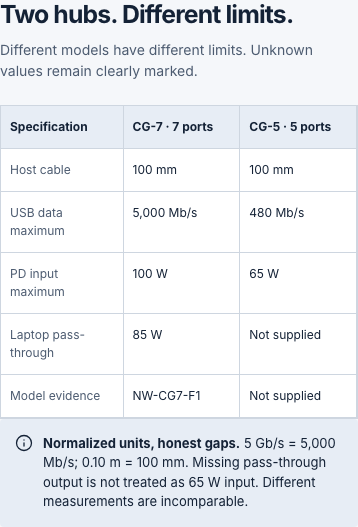 Two hubs. Different limits.
Different models have different limits. Unknown
values remain clearly marked.
Specification CG-7 · 7 ports CG-5 · 5 ports
Host cable 100 mm 100 mm
USB data maximum 5,000 Mb/s 480 Mb/s
PD input maximum 100 W 65 W
Laptop pass-through 85 W Not supplied
Model evidence NW-CG7-F1 Not supplied
Normalized units, honest gaps. 5 Gb/s = 5,000
Mb/s; 0.10 m = 100 mm. Missing pass-through
output is not treated as 65 W input. Different
measurements are incomparable.